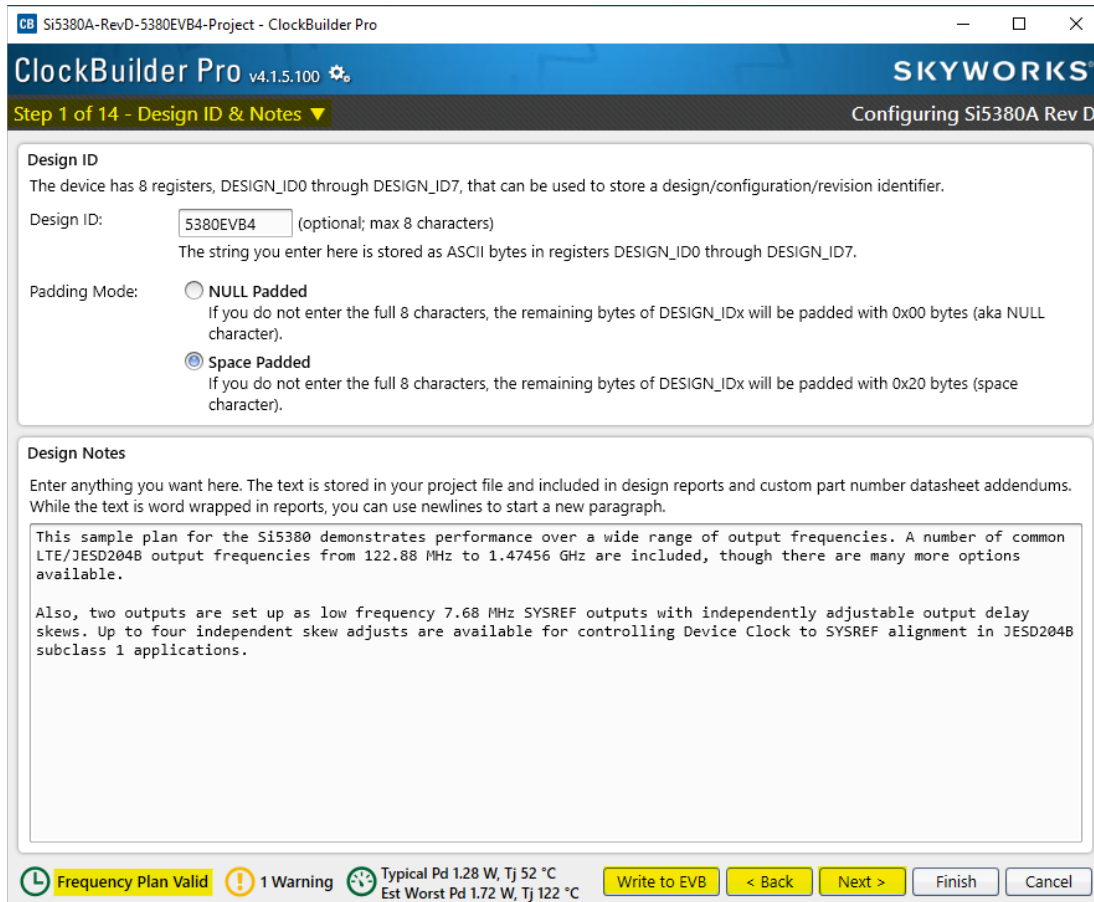 CB Si5380A-RevD-5380EVB4-Project - ClockBuilder Pro
ClockBuilder Pro v4.1.5.100
SKYWORKS
Step 1 of 14 - Design ID & Notes ▼
Configuring Si5380A Rev D
Design ID
The device has 8 registers, DESIGN_ID0 through DESIGN_ID7, that can be used to store a design/configuration/revision identifier.
Design ID: 5380EVB4 (optional; max 8 characters)
The string you enter here is stored as ASCII bytes in registers DESIGN_ID0 through DESIGN_ID7.
Padding Mode: NULL Padded
If you do not enter the full 8 characters, the remaining bytes of DESIGN_IDx will be padded with 0x00 bytes (aka NULL
character).
Space Padded
If you do not enter the full 8 characters, the remaining bytes of DESIGN_IDx will be padded with 0x20 bytes (space
character).
Design Notes
Enter anything you want here. The text is stored in your project file and included in design reports and custom part number datasheet addendums.
While the text is word wrapped in reports, you can use newlines to start a new paragraph.
This sample plan for the Si5380 demonstrates performance over a wide range of output frequencies. A number of common
LTE/JESD204B output frequencies from 122.88 MHz to 1.47456 GHz are included, though there are many more options
available.
Also, two outputs are set up as low frequency 7.68 MHz SYSREF outputs with independently adjustable output delay
skews. Up to four independent skew adjusts are available for controlling Device Clock to SYSREF alignment in JESD204B
subclass 1 applications.
Frequency Plan Valid
1 Warning
Typical Pd 1.28 W, Tj 52 °C
Est Worst Pd 1.72 W, Tj 122 °C
Write to EVB
< Back
Next >
Finish
Cancel